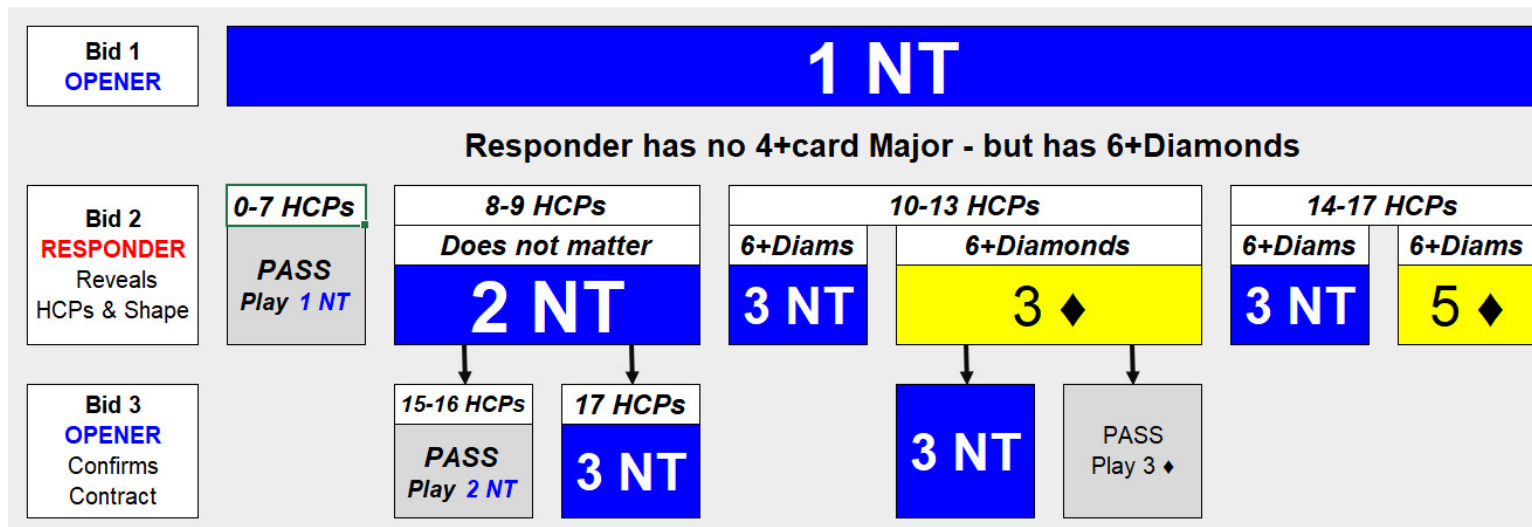 Bid 1
OPENER
1 NT
Responder has no 4+card Major - but has 6+Diamonds
Bid 2
RESPONDER
Reveals
HCPs & Shape
0-7 HCPs
PASS
Play 1 NT
8-9 HCPs
Does not matter
2 NT
10-13 HCPs
6+Diams
3 NT
6+Diamonds
3 ♦
14-17 HCPs
6+Diams
3 NT
6+Diams
5 ♦
Bid 3
OPENER
Confirms
Contract
15-16 HCPs
PASS
Play 2 NT
17 HCPs
3 NT
3 NT
PASS
Play 3 ♦